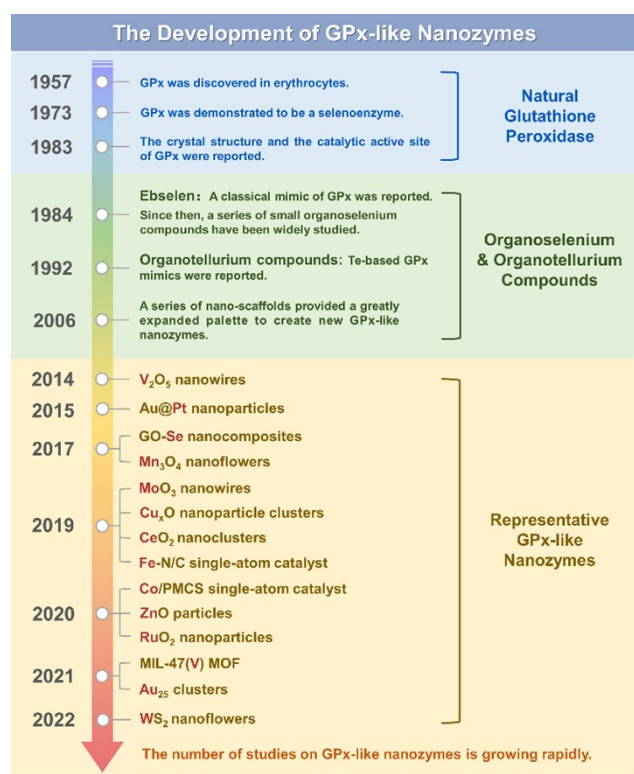 The Development of GPx-like Nanozymes
1957
GPx was discovered in erythrocytes.
1973
GPx was demonstrated to be a selenoenzyme.
1983
The crystal structure and the catalytic active site
of GPx were reported.
Natural
Glutathione
Peroxidase
1984
Ebselen: A classical mimic of GPx was reported.
Since then, a series of small organoselenium
compounds have been widely studied.
1992
Organotellurium compounds: Te-based GPx
mimics were reported.
2006
A series of nano-scaffolds provided a greatly
expanded palette to create new GPx-like
nanozymes.
Organoselenium
& Organotellurium
Compounds
2014
V₂O₅ nanowires
2015
Au@Pt nanoparticles
2017
GO-Se nanocomposites
Mn₃O₄ nanoflowers
2019
MoO₃ nanowires
CuₓO nanoparticle clusters
CeO₂ nanoclusters
Fe-N/C single-atom catalyst
2020
Co/PMCS single-atom catalyst
ZnO particles
RuO₂ nanoparticles
2021
MIL-47(V) MOF
Au₂₅ clusters
2022
WS₂ nanoflowers
Representative
GPx-like
Nanozymes
The number of studies on GPx-like nanozymes is growing rapidly.